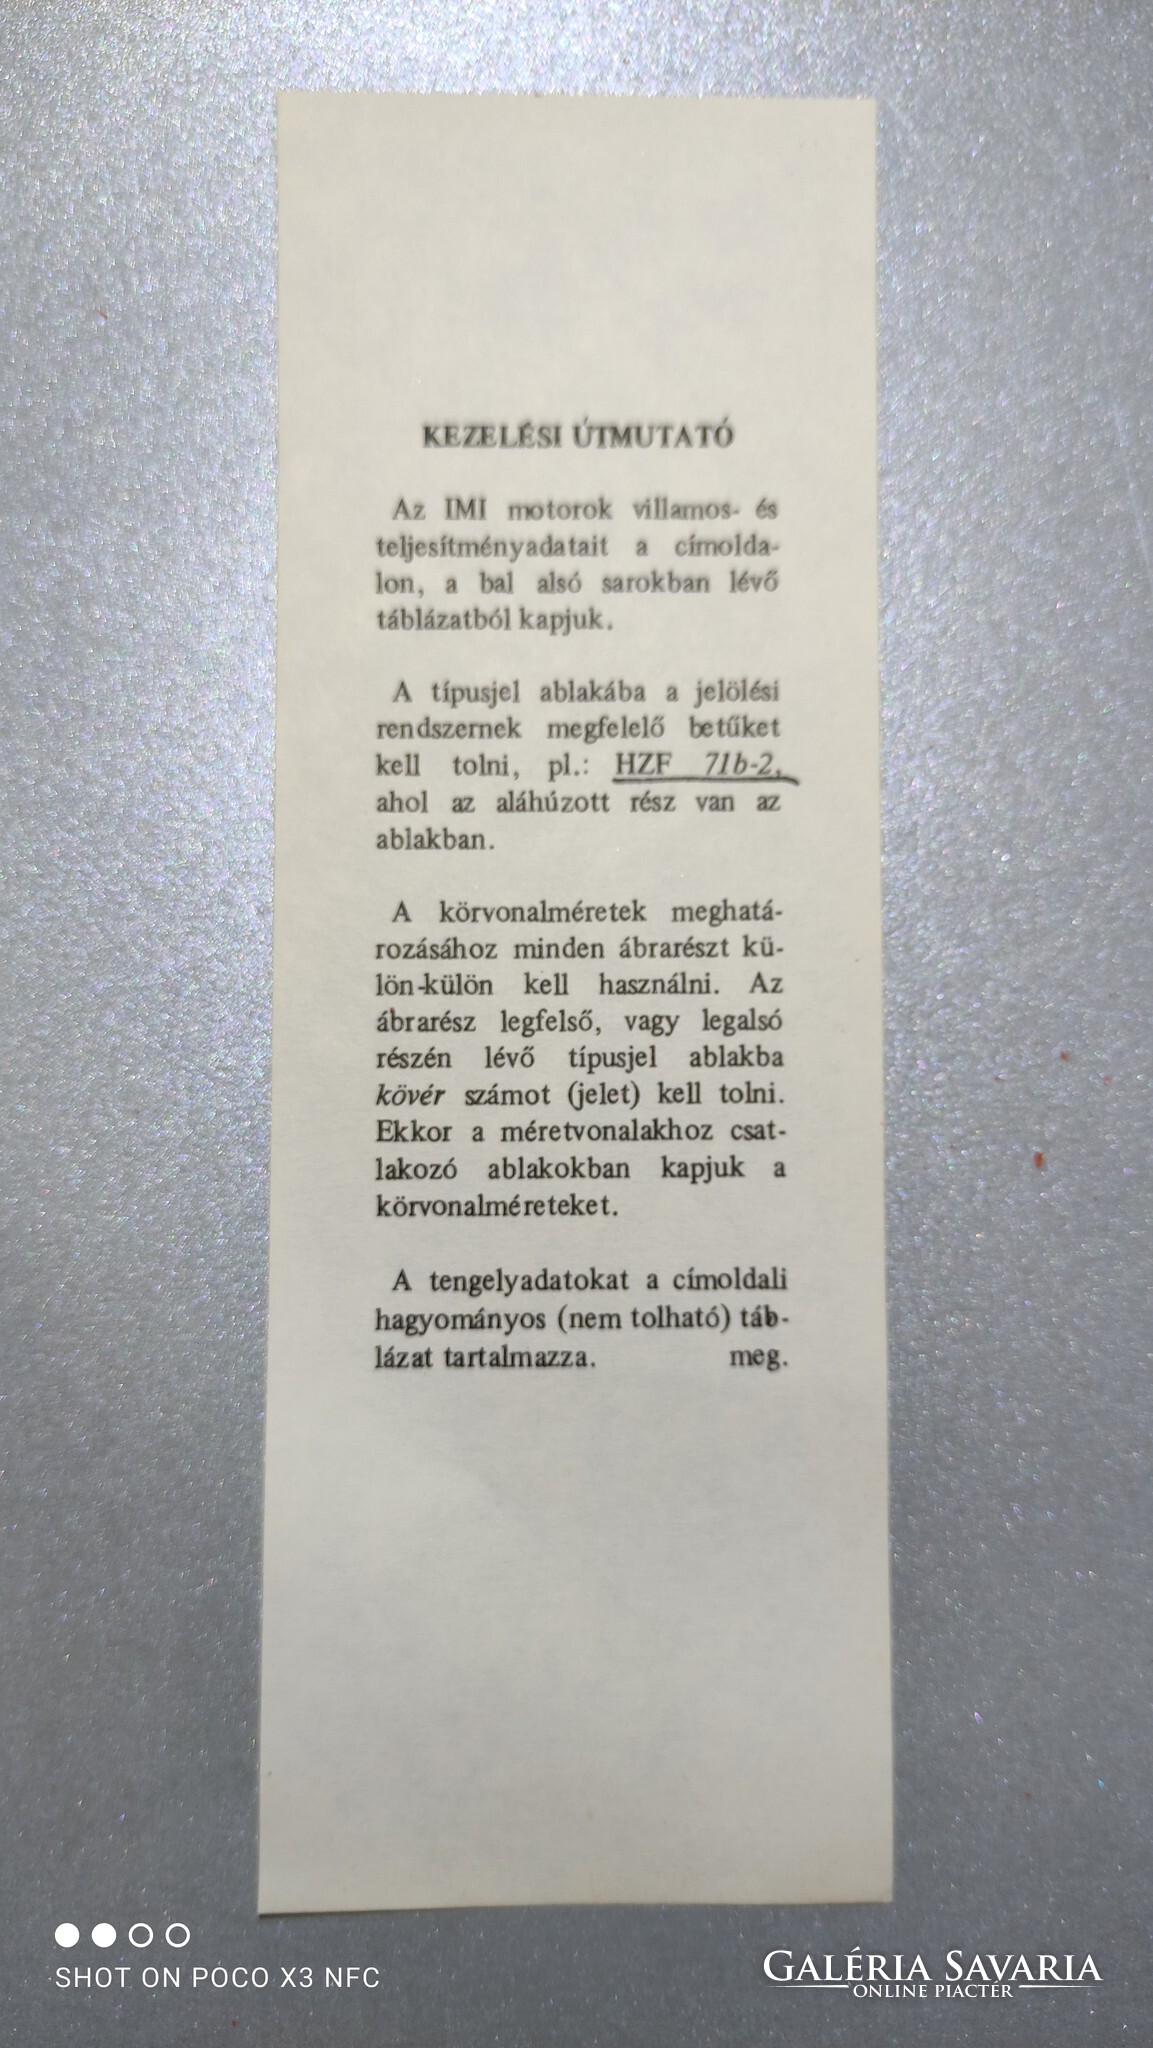 KEZELÉSI ÚTMUTATÓ
Az IMI motorok villamos- és
teljesítményadatait a címolda-
lon, a bal alsó sarokban lévő
táblázatból kapjuk.
A típusjel ablakába a jelölési
rendszernek megfelelő betűket
kell tolni, pl.: HZF 71b-2,
ahol az aláhúzott rész van az
ablakban.
A körvonalméretek meghatá-
rozásához minden ábrarészt kü-
lön-külön kell használni. Az
ábrarész legfelső, vagy legalsó
részén lévő típusjel ablakba
kövér számot (jelet) kell tolni.
Ekkor a méretvonalakhoz csat-
lakozó ablakokban kapjuk a
körvonalméreteket.
A tengelyadatokat a címoldali
hagyományos (nem tolható) táb-
lázat tartalmazza. meg.
SHOT ON POCO X3 NFC
GALÉRIA SAVARIA
ONLINE PIACTÉR